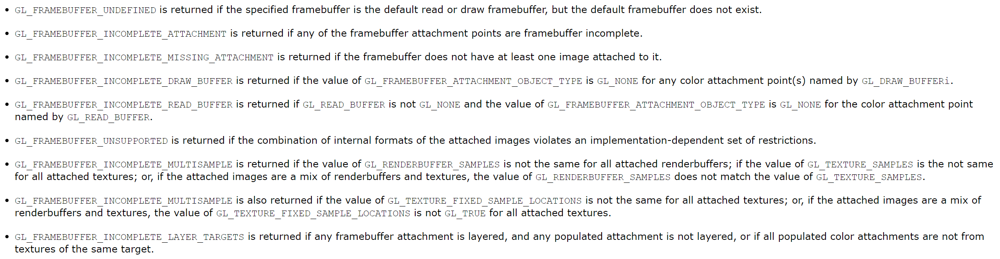 • GL_FRAMEBUFFER_UNDEFINED is returned if the specified framebuffer is the default read or draw framebuffer, but the default framebuffer does not exist.
• GL_FRAMEBUFFER_INCOMPLETE_ATTACHMENT is returned if any of the framebuffer attachment points are framebuffer incomplete.
• GL_FRAMEBUFFER_INCOMPLETE_MISSING_ATTACHMENT is returned if the framebuffer does not have at least one image attached to it.
• GL_FRAMEBUFFER_INCOMPLETE_DRAW_BUFFER is returned if the value of GL_FRAMEBUFFER_ATTACHMENT_OBJECT_TYPE is GL_NONE for any color attachment point(s) named by GL_DRAW_BUFFERi.
• GL_FRAMEBUFFER_INCOMPLETE_READ_BUFFER is returned if GL_READ_BUFFER is not GL_NONE and the value of GL_FRAMEBUFFER_ATTACHMENT_OBJECT_TYPE is GL_NONE for the color attachment point
named by GL_READ_BUFFER.
• GL_FRAMEBUFFER_UNSUPPORTED is returned if the combination of internal formats of the attached images violates an implementation-dependent set of restrictions.
• GL_FRAMEBUFFER_INCOMPLETE_MULTISAMPLE is returned if the value of GL_RENDERBUFFER_SAMPLES is not the same for all attached renderbuffers; if the value of GL_TEXTURE_SAMPLES is the not same
for all attached textures; or, if the attached images are a mix of renderbuffers and textures, the value of GL_RENDERBUFFER_SAMPLES does not match the value of GL_TEXTURE_SAMPLES.
• GL_FRAMEBUFFER_INCOMPLETE_MULTISAMPLE is also returned if the value of GL_TEXTURE_FIXED_SAMPLE_LOCATIONS is not the same for all attached textures; or, if the attached images are a mix of
renderbuffers and textures, the value of GL_TEXTURE_FIXED_SAMPLE_LOCATIONS is not GL_TRUE for all attached textures.
• GL_FRAMEBUFFER_INCOMPLETE_LAYER_TARGETS is returned if any framebuffer attachment is layered, and any populated attachment is not layered, or if all populated color attachments are not from
textures of the same target.